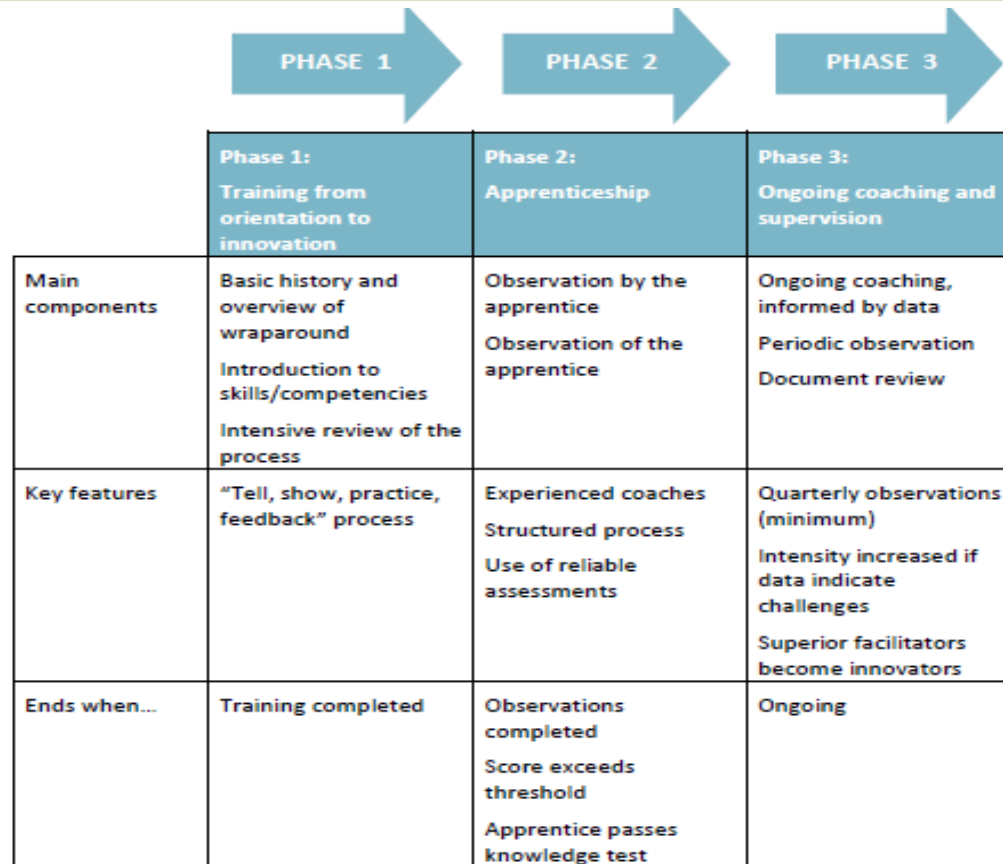 PHASE 1
PHASE 2
PHASE 3
Phase 1:
Training from
orientation to
innovation
Phase 2:
Apprenticeship
Phase 3:
Ongoing coaching and
supervision
Main
components
Basic history and
overview of
wraparound
Introduction to
skills/competencies
Intensive review of the
process
Observation by the
apprentice
Observation of the
apprentice
Ongoing coaching,
informed by data
Periodic observation
Document review
Key features
“Tell, show, practice,
feedback” process
Experienced coaches
Structured process
Use of reliable
assessments
Quarterly observations
(minimum)
Intensity increased if
data indicate
challenges
Superior facilitators
become innovators
Ends when…
Training completed
Observations
completed
Score exceeds
threshold
Apprentice passes
knowledge test
Ongoing